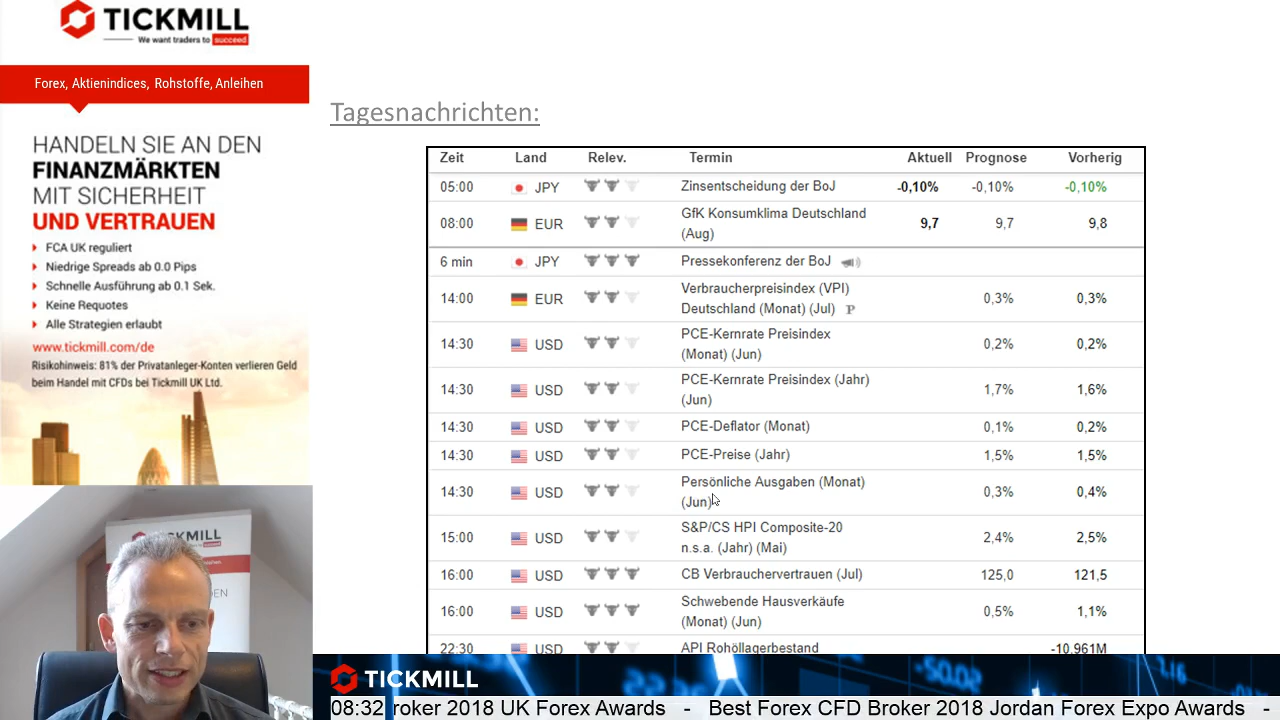 TICKMILL
We want traders to succeed
Forex, Aktienindices, Rohstoffe, Anleihen
HANDELN SIE AN DEN
FINANZMÄRKTEN
MIT SICHERHEIT
UND VERTRAUEN
FCA UK reguliert
Niedrige Spreads ab 0.0 Pips
Schnelle Ausführung ab 0.1 Sek.
Keine Requotes
Alle Strategien erlaubt
www.tickmill.com/de
Risikohinweis: 81% der Privatanleger-Konten verlieren Geld
beim Handel mit CFDs bei Tickmill UK Ltd.
Tagesnachrichten:
Zeit Land Relev. Termin Aktuell Prognose Vorherig
05:00 JPY Zinsentscheidung der BoJ -0,10% -0,10% -0,10%
08:00 EUR GfK Konsumklima Deutschland 9,7 9,7 9,8
(Aug)
6 min JPY Pressekonferenz der BoJ
14:00 EUR Verbraucherpreisindex (VPI) 0,3% 0,3%
Deutschland (Monat) (Jul) P
14:30 USD PCE-Kernrate Preisindex 0,2% 0,2%
(Monat) (Jun)
14:30 USD PCE-Kernrate Preisindex (Jahr) 1,7% 1,6%
(Jun)
14:30 USD PCE-Deflator (Monat) 0,1% 0,2%
14:30 USD PCE-Preise (Jahr) 1,5% 1,5%
14:30 USD Persönliche Ausgaben (Monat) 0,3% 0,4%
(Jun)
15:00 USD S&P/CS HPI Composite-20 2,4% 2,5%
n.s.a. (Jahr) (Mai)
16:00 USD CB Verbrauchervertrauen (Jul) 125,0 121,5
16:00 USD Schwebende Hausverkäufe 0,5% 1,1%
(Monat) (Jun)
22:30 USD API Rohöllagerbestand -10,961M
TICKMILL
TICKMILL
08:32 roker 2018 UK Forex Awards - Best Forex CFD Broker 2018 Jordan Forex Expo Awards -